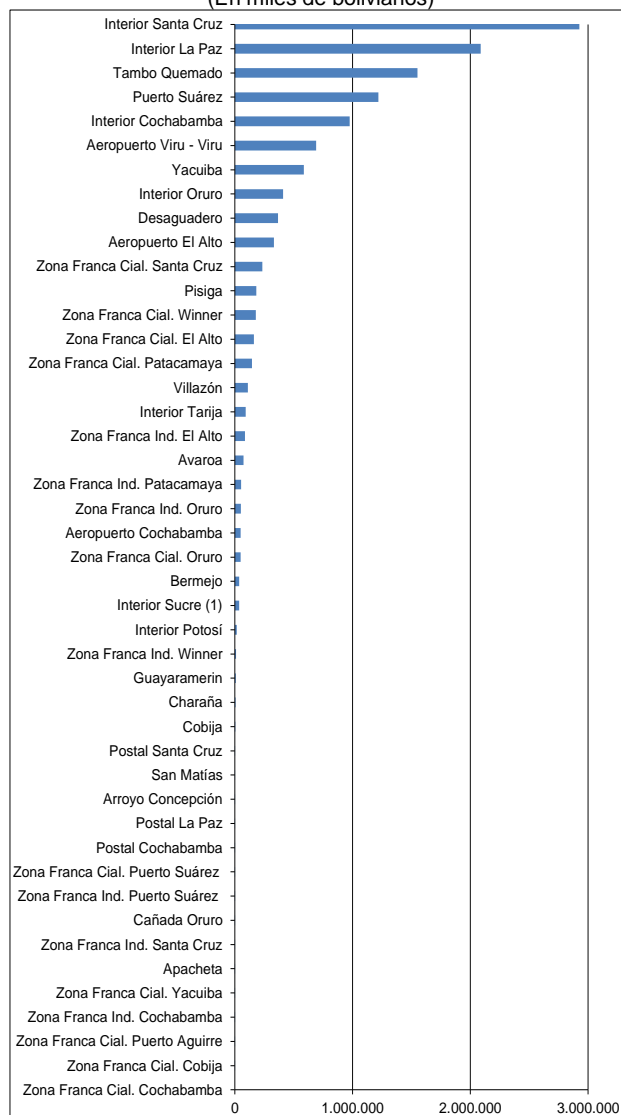 (En miles de bolivianos)
Interior Santa Cruz
Interior La Paz
Tambo Quemado
Puerto Suárez
Interior Cochabamba
Aeropuerto Viru - Viru
Yacuiba
Interior Oruro
Desaguadero
Aeropuerto El Alto
Zona Franca Cial. Santa Cruz
Pisiga
Zona Franca Cial. Winner
Zona Franca Cial. El Alto
Zona Franca Cial. Patacamaya
Villazón
Interior Tarija
Zona Franca Ind. El Alto
Avaroa
Zona Franca Ind. Patacamaya
Zona Franca Ind. Oruro
Aeropuerto Cochabamba
Zona Franca Cial. Oruro
Bermejo
Interior Sucre (1)
Interior Potosí
Zona Franca Ind. Winner
Guayaramerin
Charaña
Cobija
Postal Santa Cruz
San Matías
Arroyo Concepción
Postal La Paz
Postal Cochabamba
Zona Franca Cial. Puerto Suárez
Zona Franca Ind. Puerto Suárez
Cañada Oruro
Zona Franca Ind. Santa Cruz
Apacheta
Zona Franca Cial. Yacuiba
Zona Franca Ind. Cochabamba
Zona Franca Cial. Puerto Aguirre
Zona Franca Cial. Cobija
Zona Franca Cial. Cochabamba
0 1.000.000 2.000.000 3.000.000